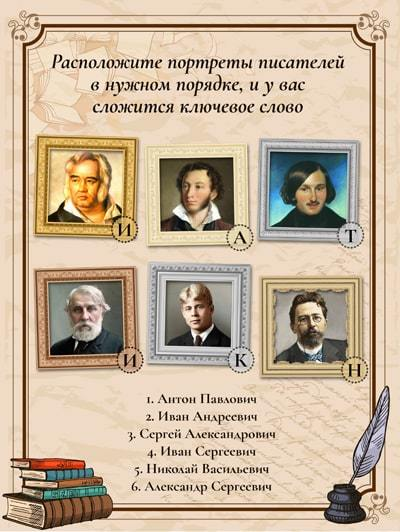 Расположите портреты писателей
в нужном порядке, и у вас
сложится ключевое слово
И
А
Т
И
К
Н
1. Антон Павлович
2. Иван Андреевич
3. Сергей Александрович
4. Иван Сергеевич
5. Николай Васильевич
6. Александр Сергеевич